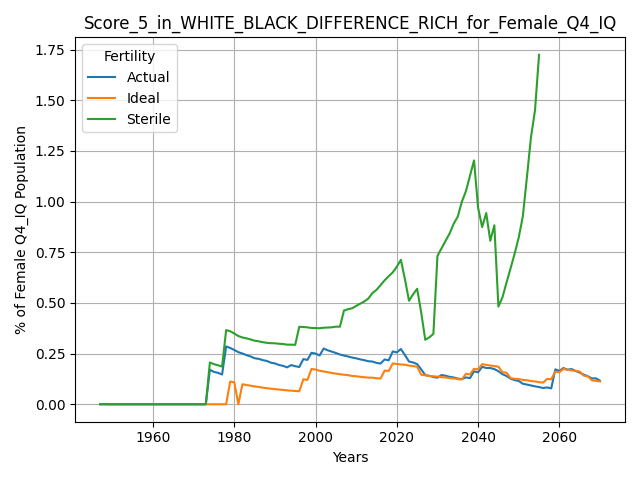 Score_5_in_WHITE_BLACK_DIFFERENCE_RICH_for_Female_Q4_IQ
Fertility
Actual
Ideal
Sterile
% of Female Q4_IQ Population
1.75
1.50
1.25
1.00
0.75
0.50
0.25
0.00
1960 1980 2000 2020 2040 2060
Years